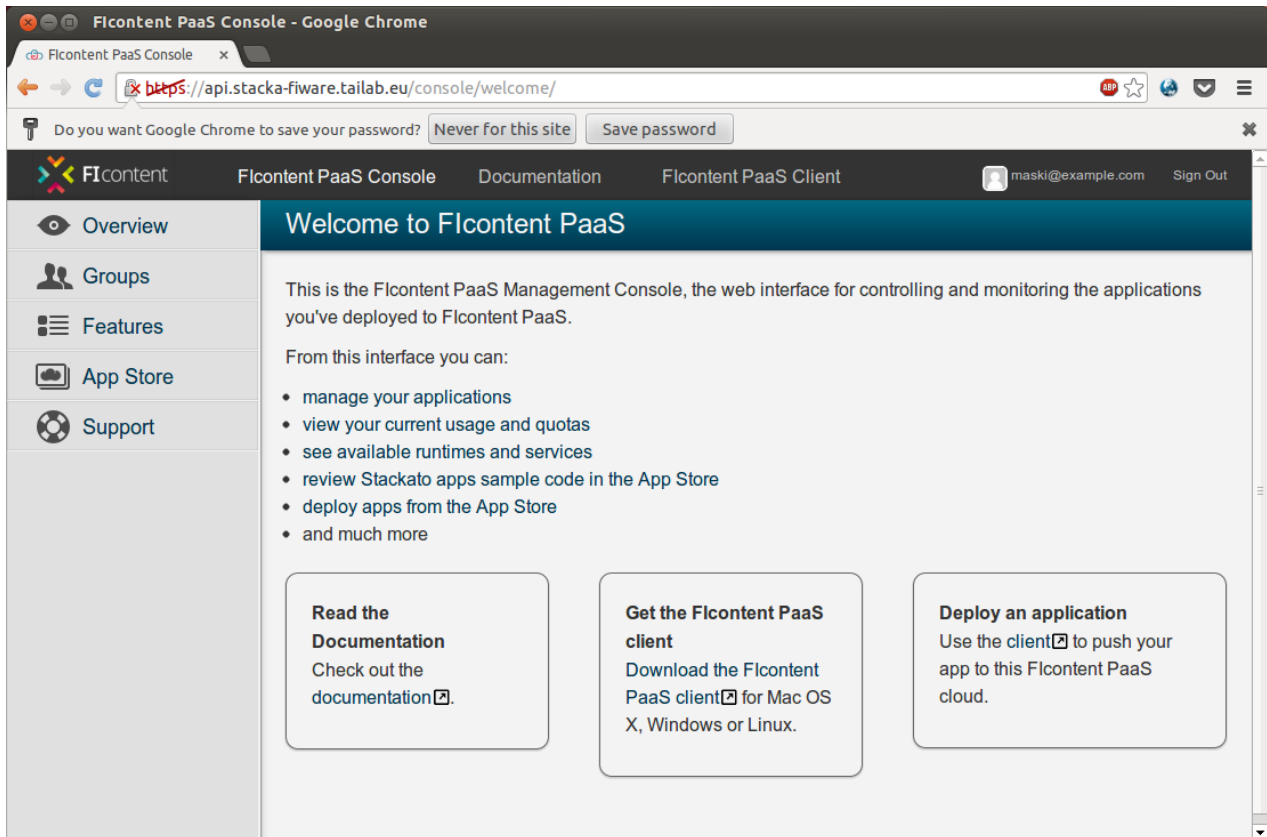 FIcontent PaaS Console - Google Chrome
FIcontent PaaS Console
https://api.stacka-fiware.tailab.eu/console/welcome/
ABP
Do you want Google Chrome to save your password? Never for this site Save password
FIcontent FIcontent PaaS Console Documentation FIcontent PaaS Client maski@example.com Sign Out
Overview
Groups
Features
App Store
Support
Welcome to FIcontent PaaS
This is the FIcontent PaaS Management Console, the web interface for controlling and monitoring the applications
you've deployed to FIcontent PaaS.
From this interface you can:
• manage your applications
• view your current usage and quotas
• see available runtimes and services
• review Stackato apps sample code in the App Store
• deploy apps from the App Store
• and much more
Read the
Documentation
Check out the
documentation.
Get the FIcontent PaaS
client
Download the FIcontent
PaaS client for Mac OS
X, Windows or Linux.
Deploy an application
Use the client to push your
app to this FIcontent PaaS
cloud.